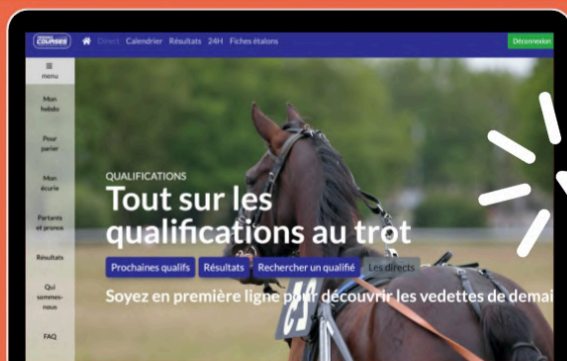 COURSES
Direct Calendrier Résultats 24H Fiches étalons
Déconnexion
menu
Mon
hebdo
Pour
parier
Mon
écurie
Partants
et pronos
Résultats
Qui
sommes-
nous
FAQ
QUALIFICATIONS
Tout sur les
qualifications au trot
Prochaines qualifs Résultats Rechercher un qualifié Les directs
Soyez en première ligne pour découvrir les vedettes de demai
2